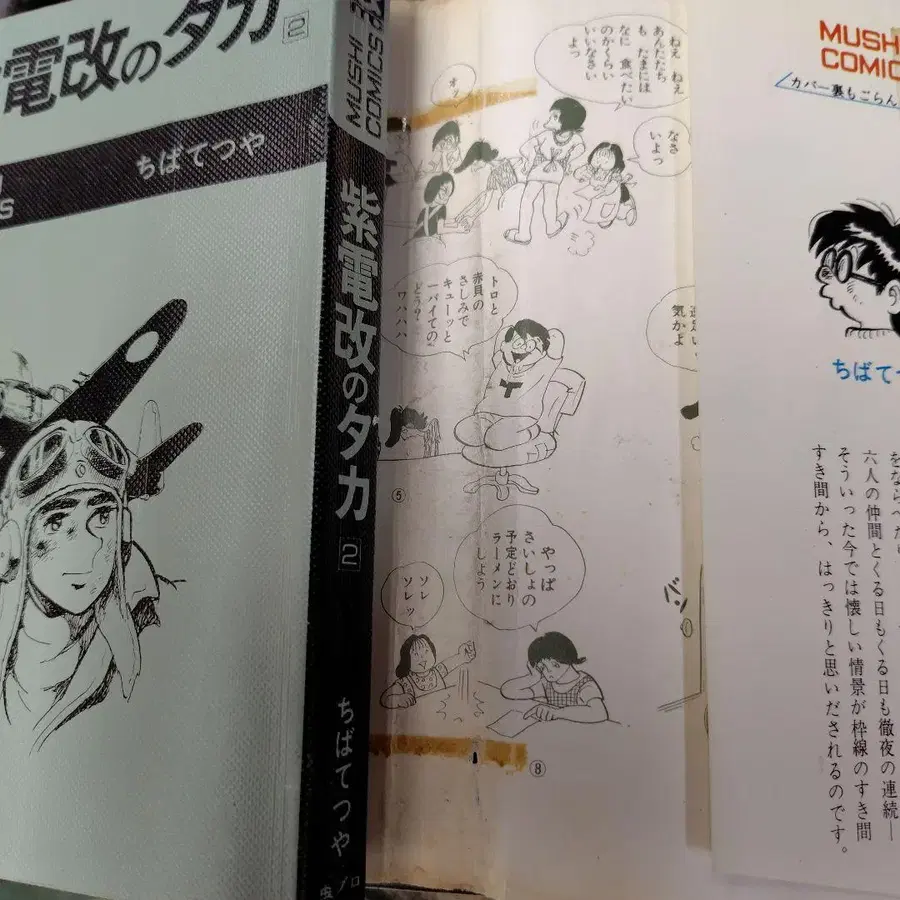 電改のタカ 2
ちばてつや
S
MUSHI
COMICS
紫電改のタカ 2
ちばてつや
虫プロ
ねえ ねえ
あんたたち
も たまには
なに 食べたい
のかくらい
いいなさい
よっ
なさ
いよっ
トロと
赤貝の
さしみで
キューッと
一パイての
どう?
ワハハハ
気かよ
⑤
やっぱ
さいしょの
予定どおり
ラーメンに
しよう
ソレ
ソレッ
バン
⑧
MUSH
COMIC
カバー裏もごらん
ちばてつ
六人の仲間とくる日もくる日も徹夜の連続―
そういった今では懐しい情景が枠線のすき間
すき間から、はっきりと思いだされるのです。